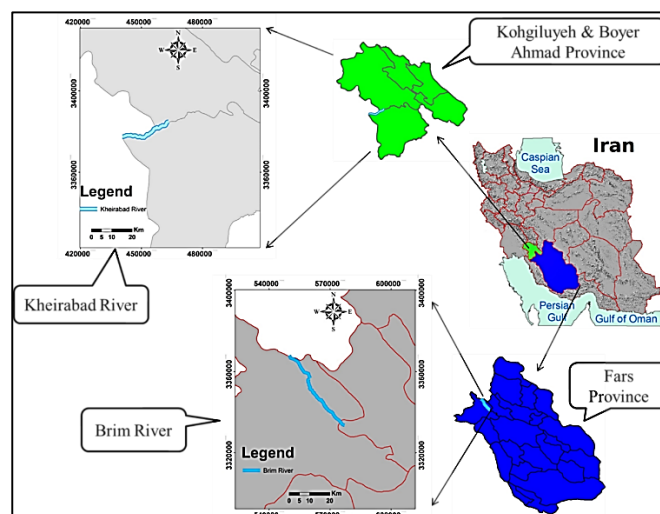 420000 450000 480000
N
W E
S
3400000
3400000
3360000
3360000
Legend
Kheirabad River
0 5 10 20
Km
420000 450000 480000
Kheirabad River
Kohgiluyeh & Boyer
Ahmad Province
Iran
Caspian
Sea
Persian
Gulf
Gulf of Oman
540000 570000 600000
3400000
3400000
N
W E
S
3360000
3360000
3320000
3320000
Legend
Brim River
0 5 10 20
Km
Brim River
Fars
Province